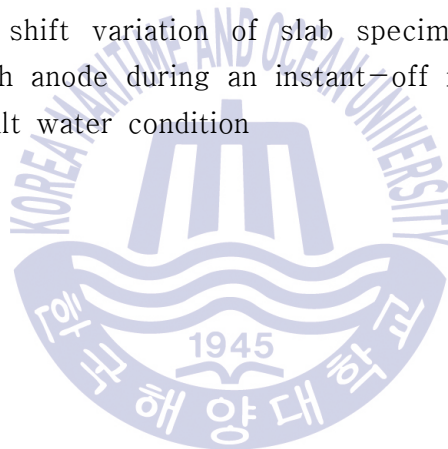 shift variation of slab specim
h anode during an instant-off
lt water condition
KOREA MARITIME AND OCEAN UNIVERSITY
1945
한국해양대학교